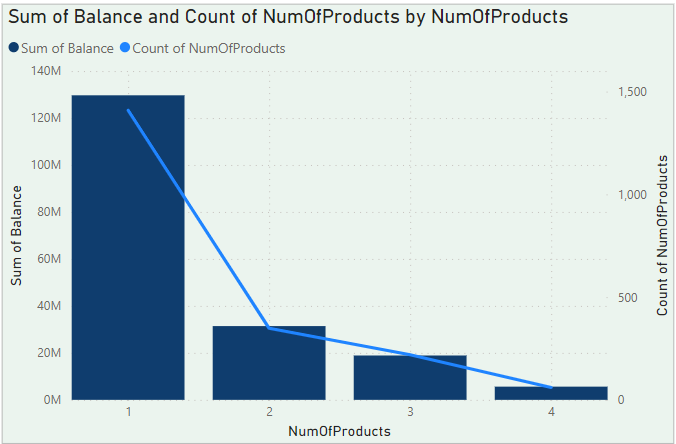 Sum of Balance and Count of NumOfProducts by NumOfProducts
Sum of Balance Count of NumOfProducts
140M
120M
100M
80M
60M
40M
20M
0M
Sum of Balance
1,500
1,000
500
0
Count of NumOfProducts
1 2 3 4
NumOfProducts